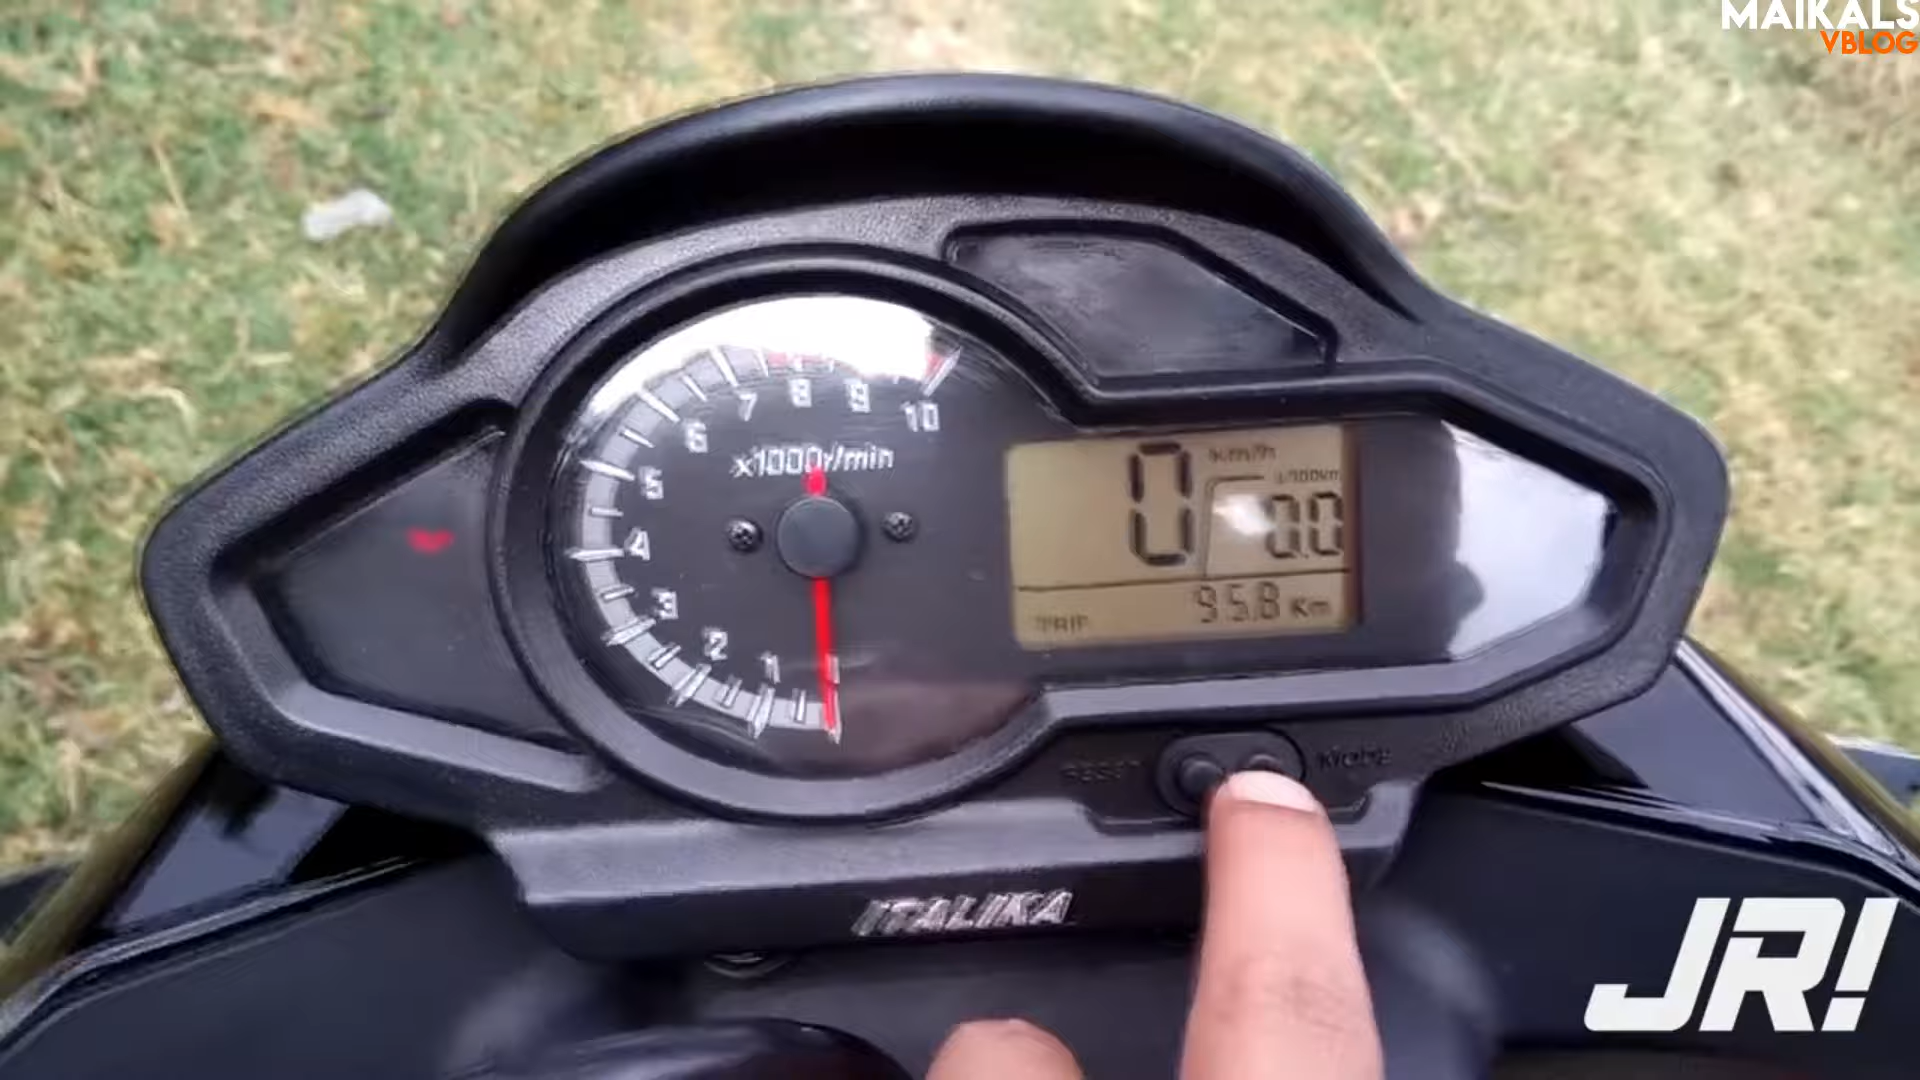 MAIKALS
VBLOG
10
9
8
7
6
5
4
3
2
1
x1000r/min
0
km/h
L/100km
0.0
TRIP
95.8 Km
RESET
MODE
ITALIKA
JR!